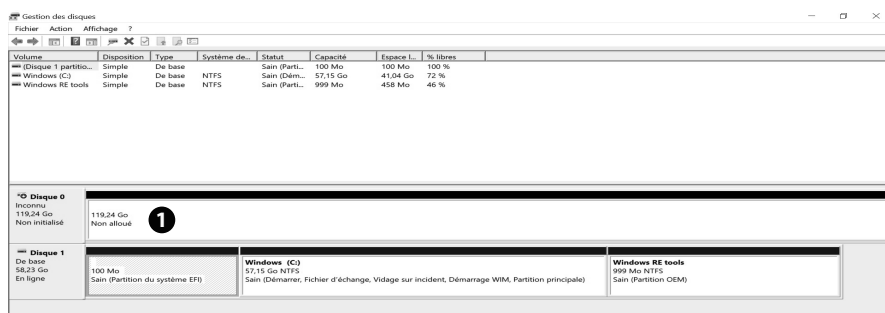 Gestion des disques
Fichier Action Affichage ?
Volume Disposition Type Système de... Statut Capacité Espace l... % libres
(Disque 1 partitio... Simple De base Sain (Parti... 100 Mo 100 Mo 100 %
Windows (C:) Simple De base NTFS Sain (Dém... 57,15 Go 41,04 Go 72 %
Windows RE tools Simple De base NTFS Sain (Parti... 999 Mo 458 Mo 46 %
Disque 0
Inconnu
119,24 Go
Non initialisé
119,24 Go
Non alloué
1
Disque 1
De base
58,23 Go
En ligne
100 Mo
Sain (Partition du système EFI)
Windows (C:)
57,15 Go NTFS
Sain (Démarrer, Fichier d'échange, Vidage sur incident, Démarrage WIM, Partition principale)
Windows RE tools
999 Mo NTFS
Sain (Partition OEM)